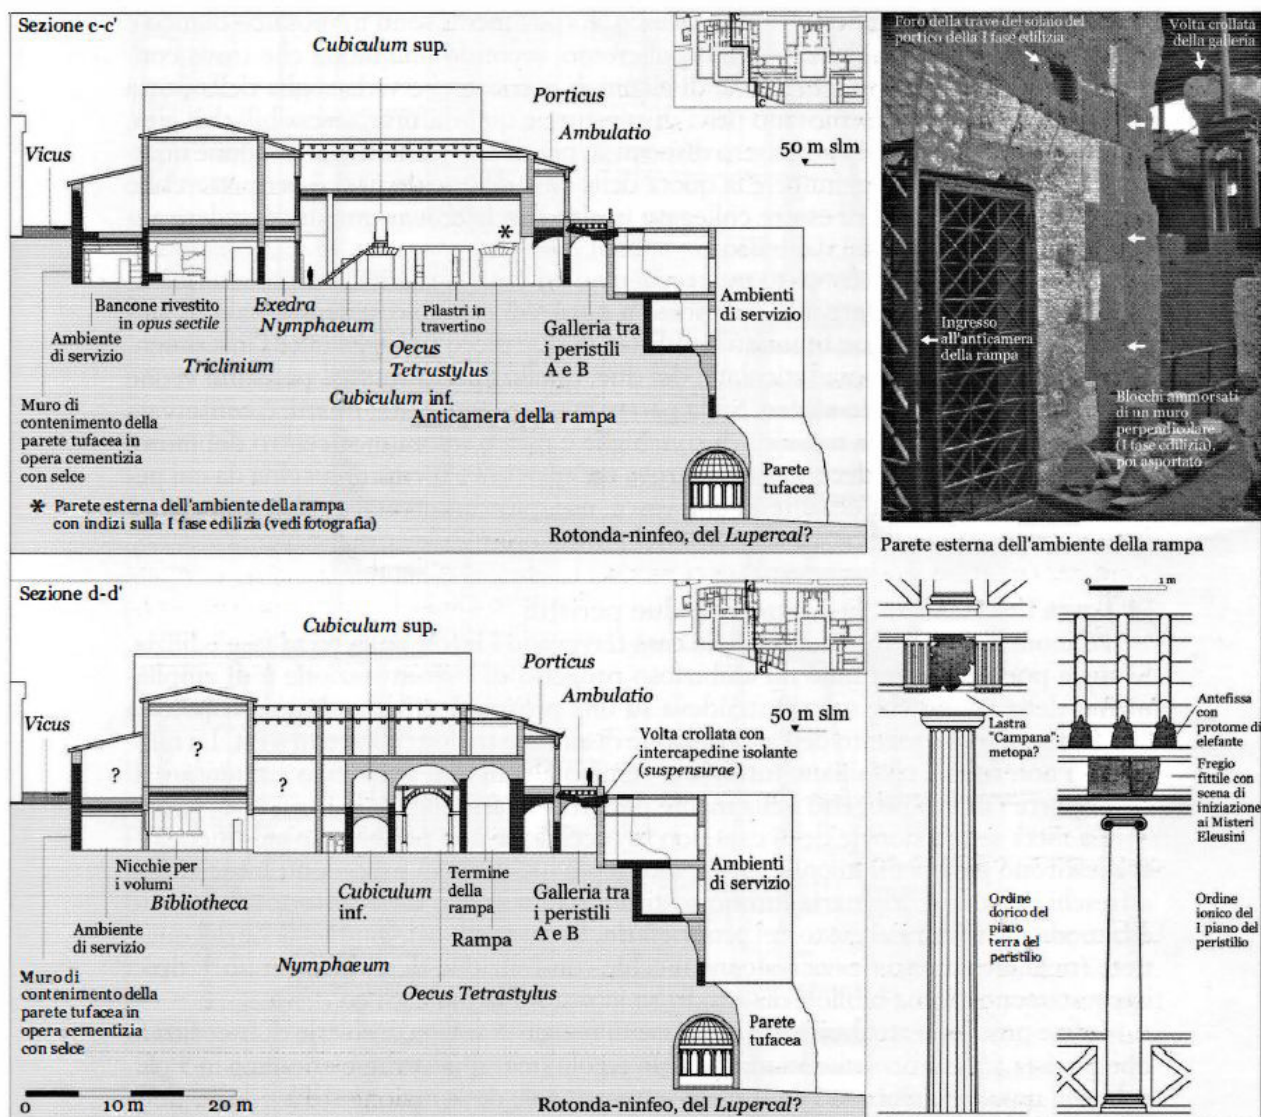 Sezione c-c'
Cubiculum sup.
Porticus
Ambulatio
Vicus
50 m slm
c
Bancone rivestito
in opus sectile
Ambiente
di servizio
Triclinium
Exedra
Nymphaeum
Pilastri in
travertino
Oecus
Tetrastylus
Cubiculum inf.
Anticamera della rampa
Galleria tra
i peristili
A e B
Ambienti
di servizio
Muro di
contenimento della
parete tufacea in
opera cementizia
con selce
Parete
tufacea
* Parete esterna dell'ambiente della rampa
con indizi sulla I fase edilizia (vedi fotografia)
Rotonda-ninfeo, del Lupercal?
Foro della trave del solaio del
portico della I fase edilizia
Volta crollata
della galleria
Ingresso
all'anticamera
della rampa
Blocchi ammorsati
di un muro
perpendicolare
(I fase edilizia),
poi asportato
Parete esterna dell'ambiente della rampa
Sezione d-d'
Cubiculum sup.
Porticus
Ambulatio
Vicus
50 m slm
d
?
?
?
Volta crollata con
intercapedine isolante
(suspensurae)
Nicchie per
i volumi
Bibliotheca
Ambiente
di servizio
Cubiculum
inf.
Nymphaeum
Termine
della
rampa
Rampa
Oecus Tetrastylus
Galleria tra
i peristili
A e B
Ambienti
di servizio
Muro di
contenimento della
parete tufacea in
opera cementizia
con selce
Parete
tufacea
0 10 m 20 m
Rotonda-ninfeo, del Lupercal?
0 1 m
Lastra
"Campana":
metopa?
Antefissa
con
protome di
elefante
Fregio
fittile con
scena di
iniziazione
ai Misteri
Eleusini
Ordine
dorico del
piano
terra del
peristilio
Ordine
ionico del
I piano del
peristilio